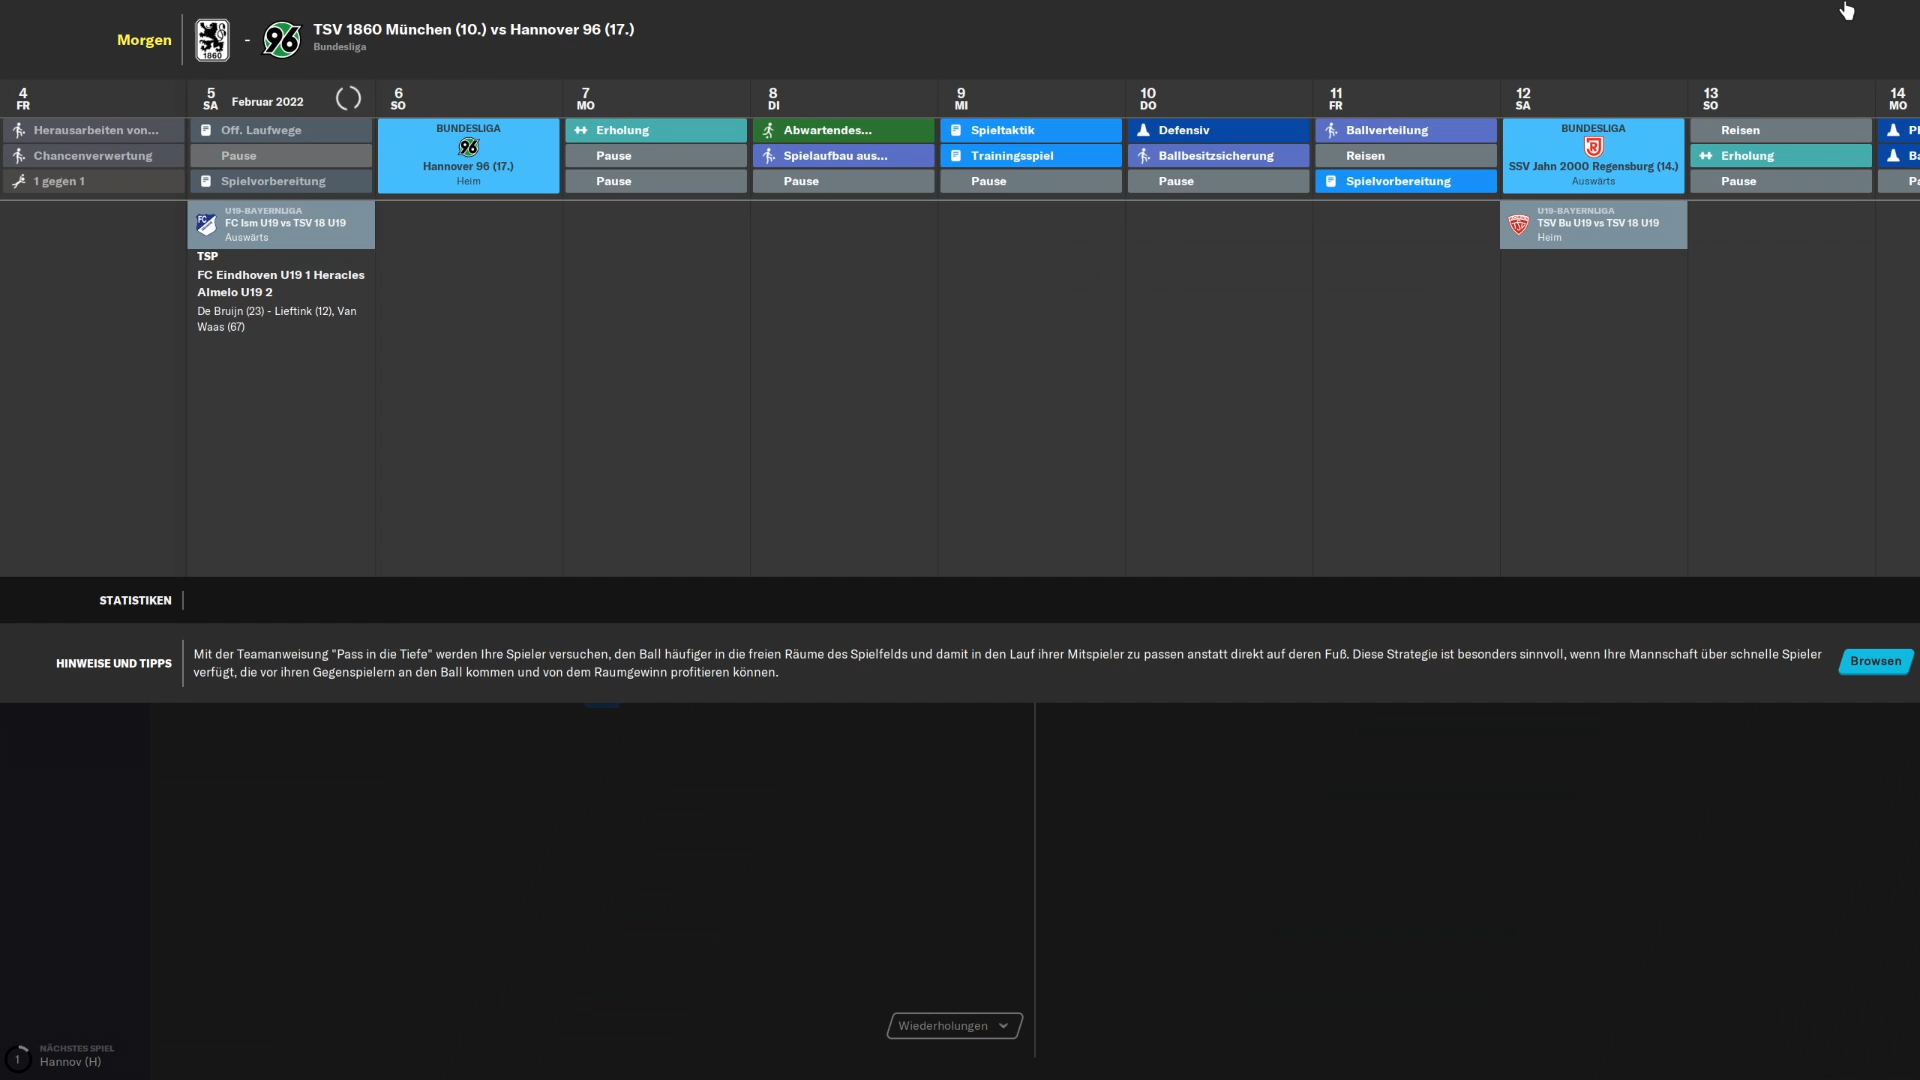 Morgen
1860
-
96
TSV 1860 München (10.) vs Hannover 96 (17.)
Bundesliga
4
FR
5
SA
Februar 2022
6
SO
7
MO
8
DI
9
MI
10
DO
11
FR
12
SA
13
SO
14
MO
Herausarbeiten von...
Chancenverwertung
1 gegen 1
Off. Laufwege
Pause
Spielvorbereitung
BUNDESLIGA
96
Hannover 96 (17.)
Heim
Erholung
Pause
Pause
Abwartendes...
Spielaufbau aus...
Pause
Spieltaktik
Trainingsspiel
Pause
Defensiv
Ballbesitzsicherung
Pause
Ballverteilung
Reisen
Spielvorbereitung
BUNDESLIGA
SSV Jahn 2000 Regensburg (14.)
Auswärts
Reisen
Erholung
Pause
Pl
Ba
Pa
U19-BAYERNLIGA
FC Ism U19 vs TSV 18 U19
Auswärts
TSP
FC Eindhoven U19 1 Heracles
Almelo U19 2
De Bruijn (23) - Lieftink (12), Van
Waas (67)
U19-BAYERNLIGA
TSV Bu U19 vs TSV 18 U19
Heim
STATISTIKEN
HINWEISE UND TIPPS
Mit der Teamanweisung "Pass in die Tiefe" werden Ihre Spieler versuchen, den Ball häufiger in die freien Räume des Spielfelds und damit in den Lauf ihrer Mitspieler zu passen anstatt direkt auf deren Fuß. Diese Strategie ist besonders sinnvoll, wenn Ihre Mannschaft über schnelle Spieler
verfügt, die vor ihren Gegenspielern an den Ball kommen und von dem Raumgewinn profitieren können.
Browsen
Wiederholungen
1
NÄCHSTES SPIEL
Hannov (H)